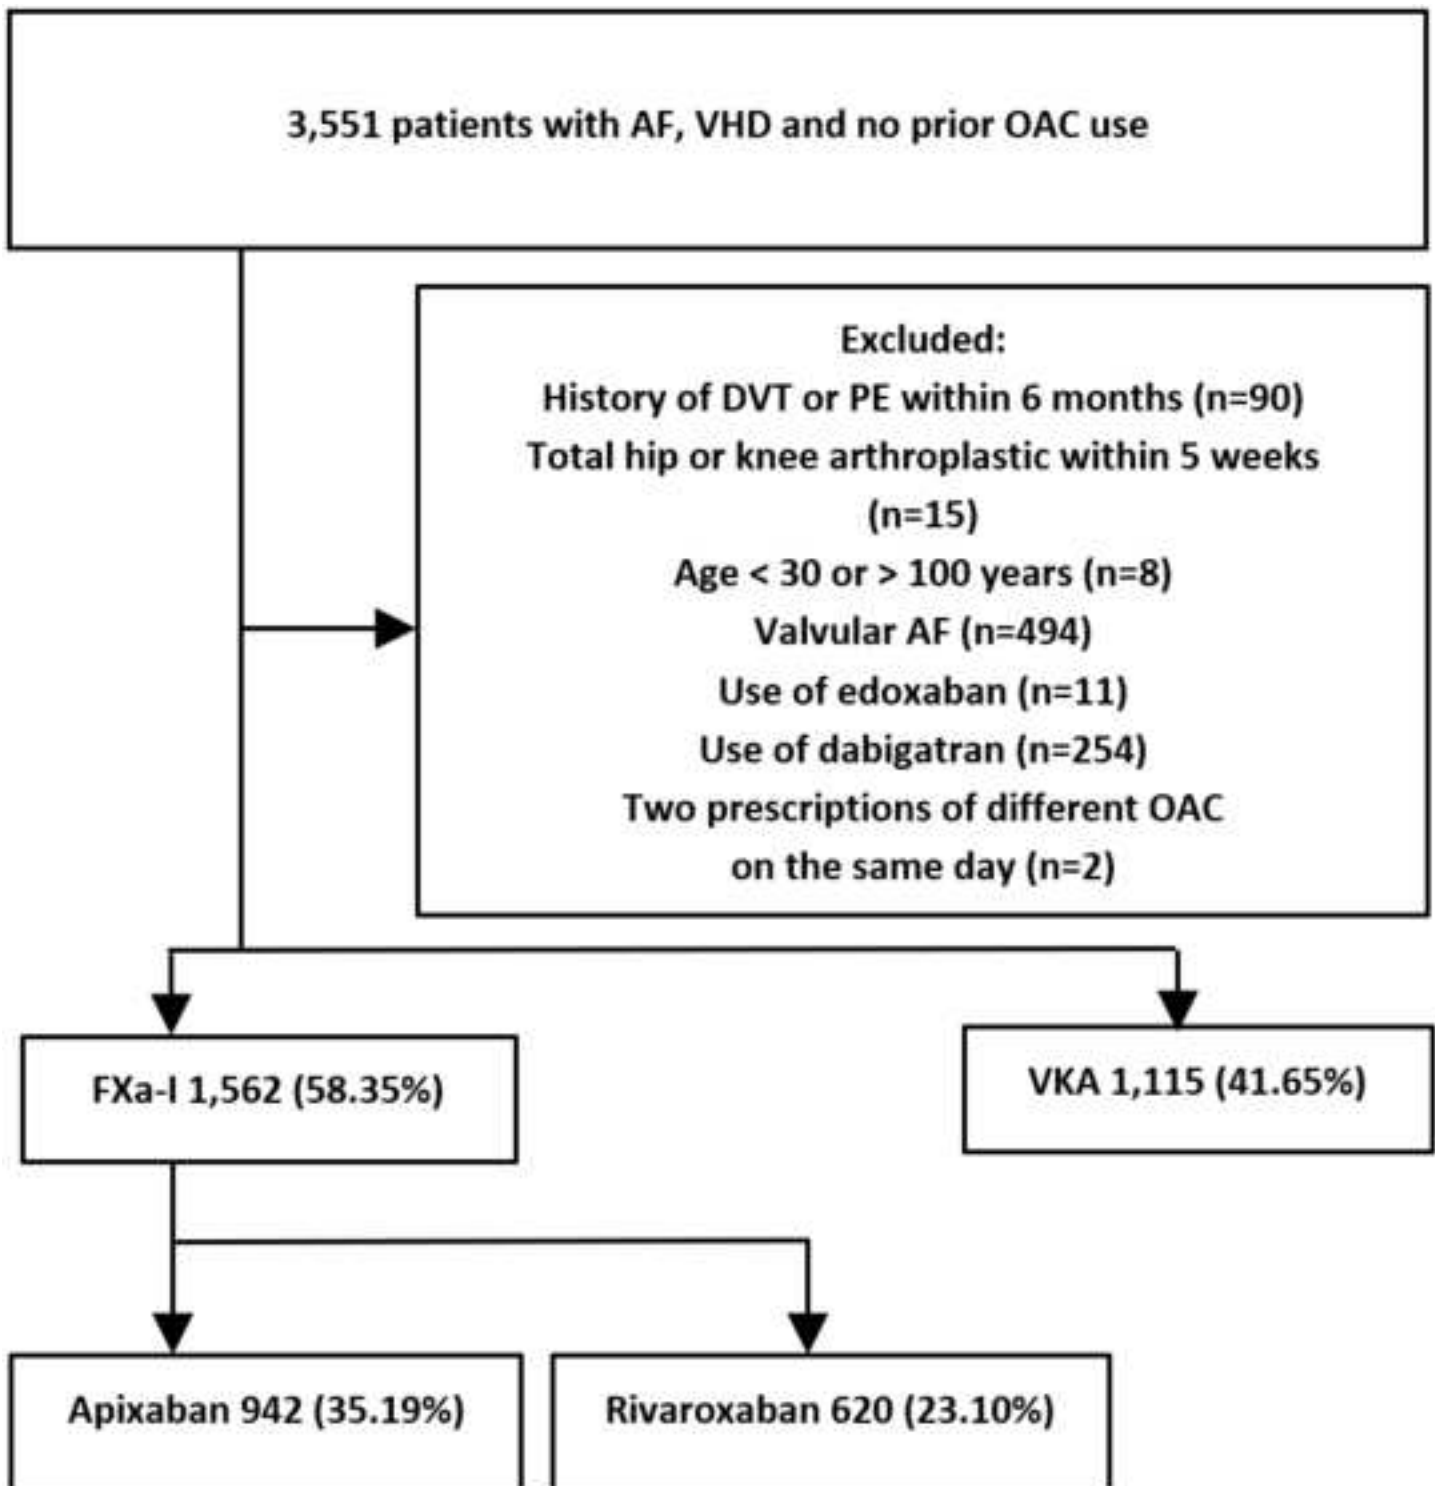 3,551 patients with AF, VHD and no prior OAC use
Excluded:
History of DVT or PE within 6 months (n=90)
Total hip or knee arthroplastic within 5 weeks
(n=15)
Age < 30 or > 100 years (n=8)
Valvular AF (n=494)
Use of edoxaban (n=11)
Use of dabigatran (n=254)
Two prescriptions of different OAC
on the same day (n=2)
FXa-I 1,562 (58.35%)
VKA 1,115 (41.65%)
Apixaban 942 (35.19%)
Rivaroxaban 620 (23.10%)